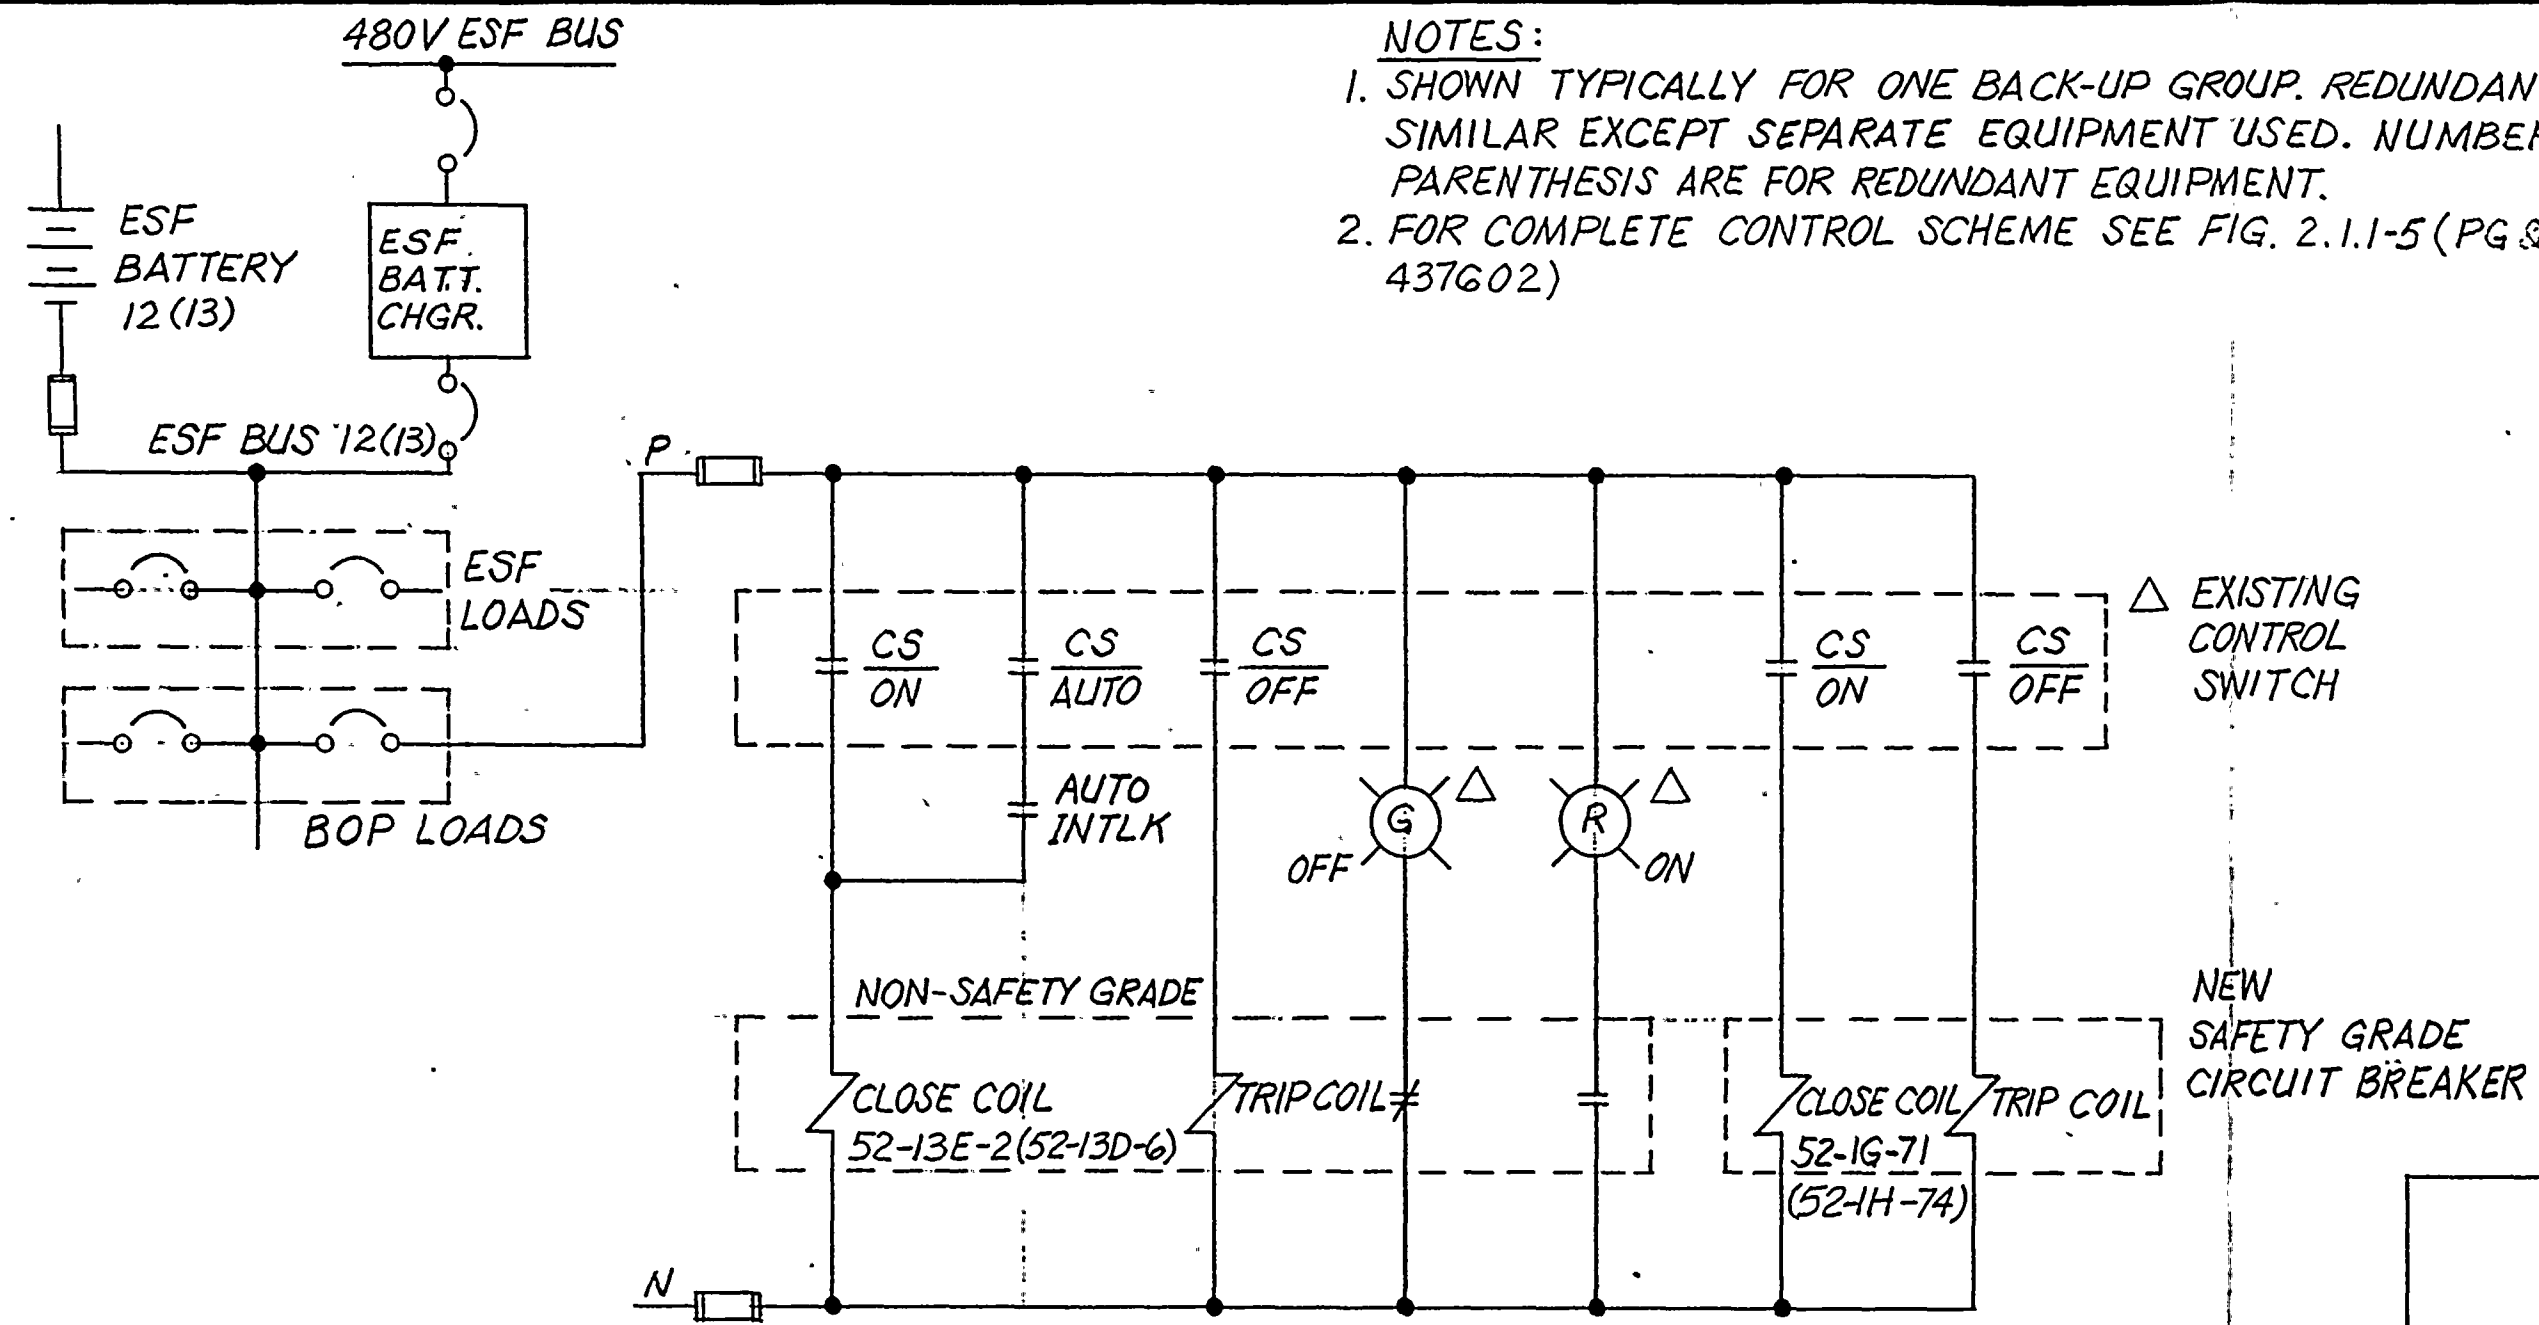 480V ESF BUS
NOTES:
1. SHOWN TYPICALLY FOR ONE BACK-UP GROUP. REDUNDAN
SIMILAR EXCEPT SEPARATE EQUIPMENT USED. NUMBER
PARENTHESIS ARE FOR REDUNDANT EQUIPMENT.
2. FOR COMPLETE CONTROL SCHEME SEE FIG. 2.1.1-5 (PG &
437602)
ESF
BATTERY
12(13)
ESF
BATT.
CHGR.
ESF BUS 12(13)
P
ESF
LOADS
BOP LOADS
CS
ON
CS
AUTO
CS
OFF
CS
ON
CS
OFF
△ EXISTING
CONTROL
SWITCH
AUTO
INTLK
G
△
OFF
R
△
ON
NON-SAFETY GRADE
NEW
SAFETY GRADE
CIRCUIT BREAKER
CLOSE COIL
52-13E-2(52-13D-6)
TRIP COIL
CLOSE COIL
52-1G-71
(52-1H-74)
TRIP COIL
N